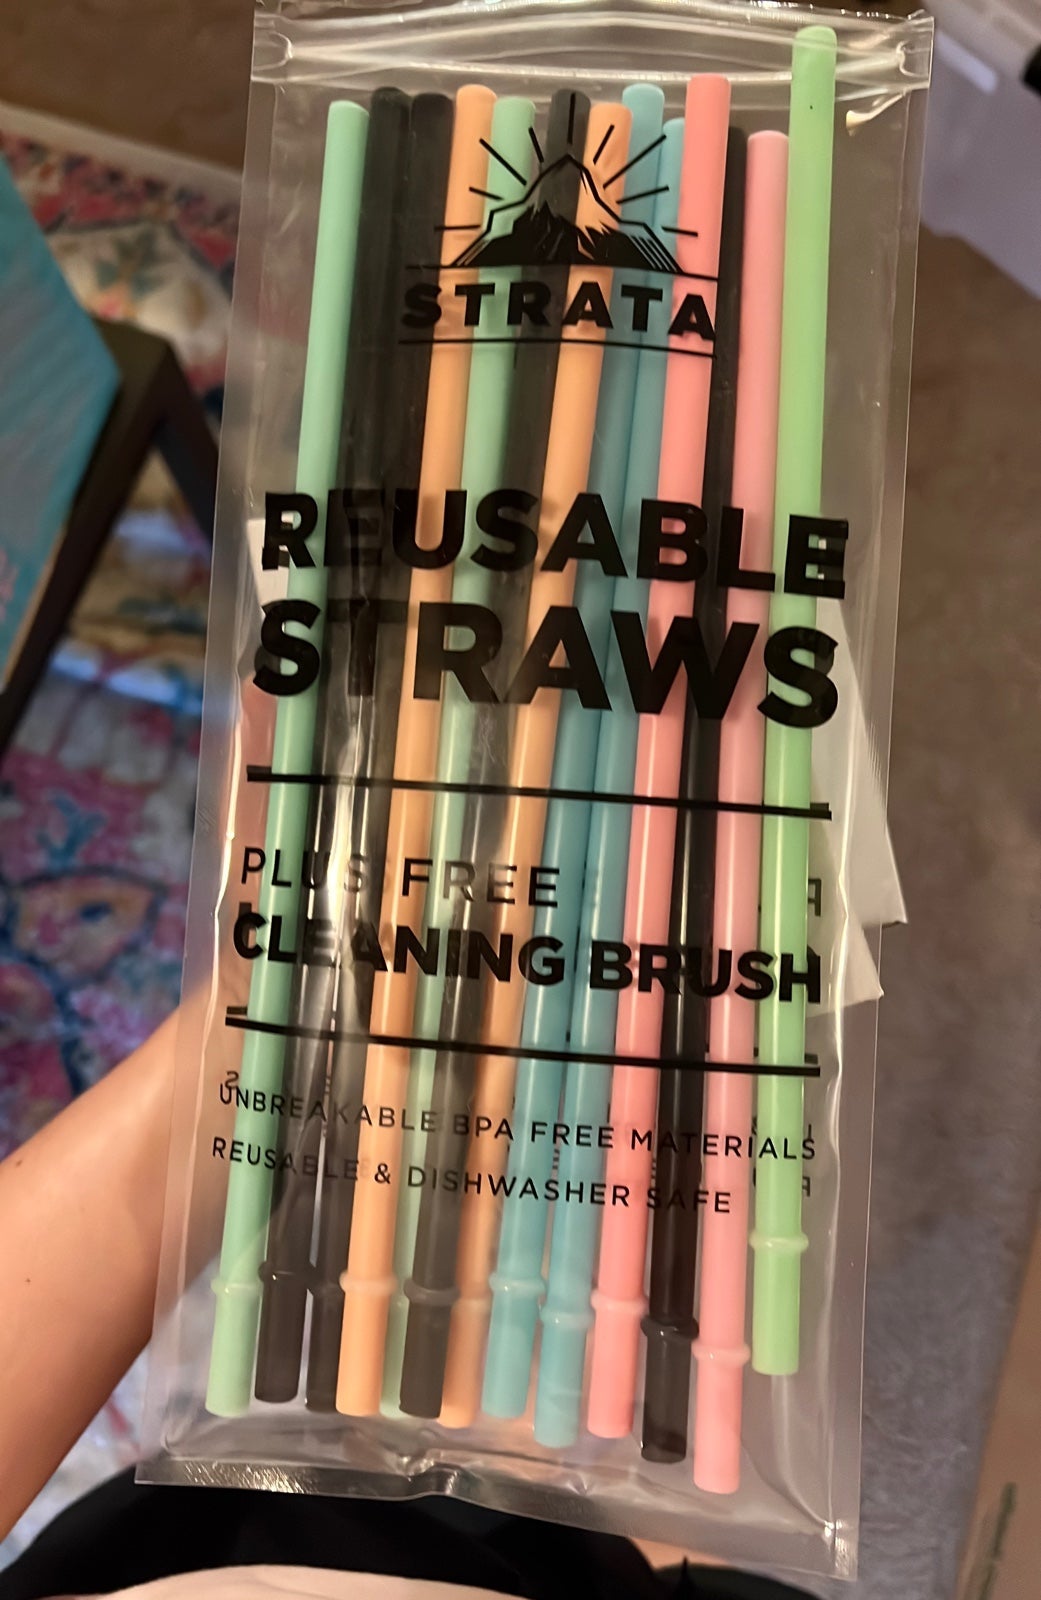 STRATA
REUSABLE
STRAWS
PLUS FREE
CLEANING BRUSH
UNBREAKABLE BPA FREE MATERIALS
REUSABLE & DISHWASHER SAFE